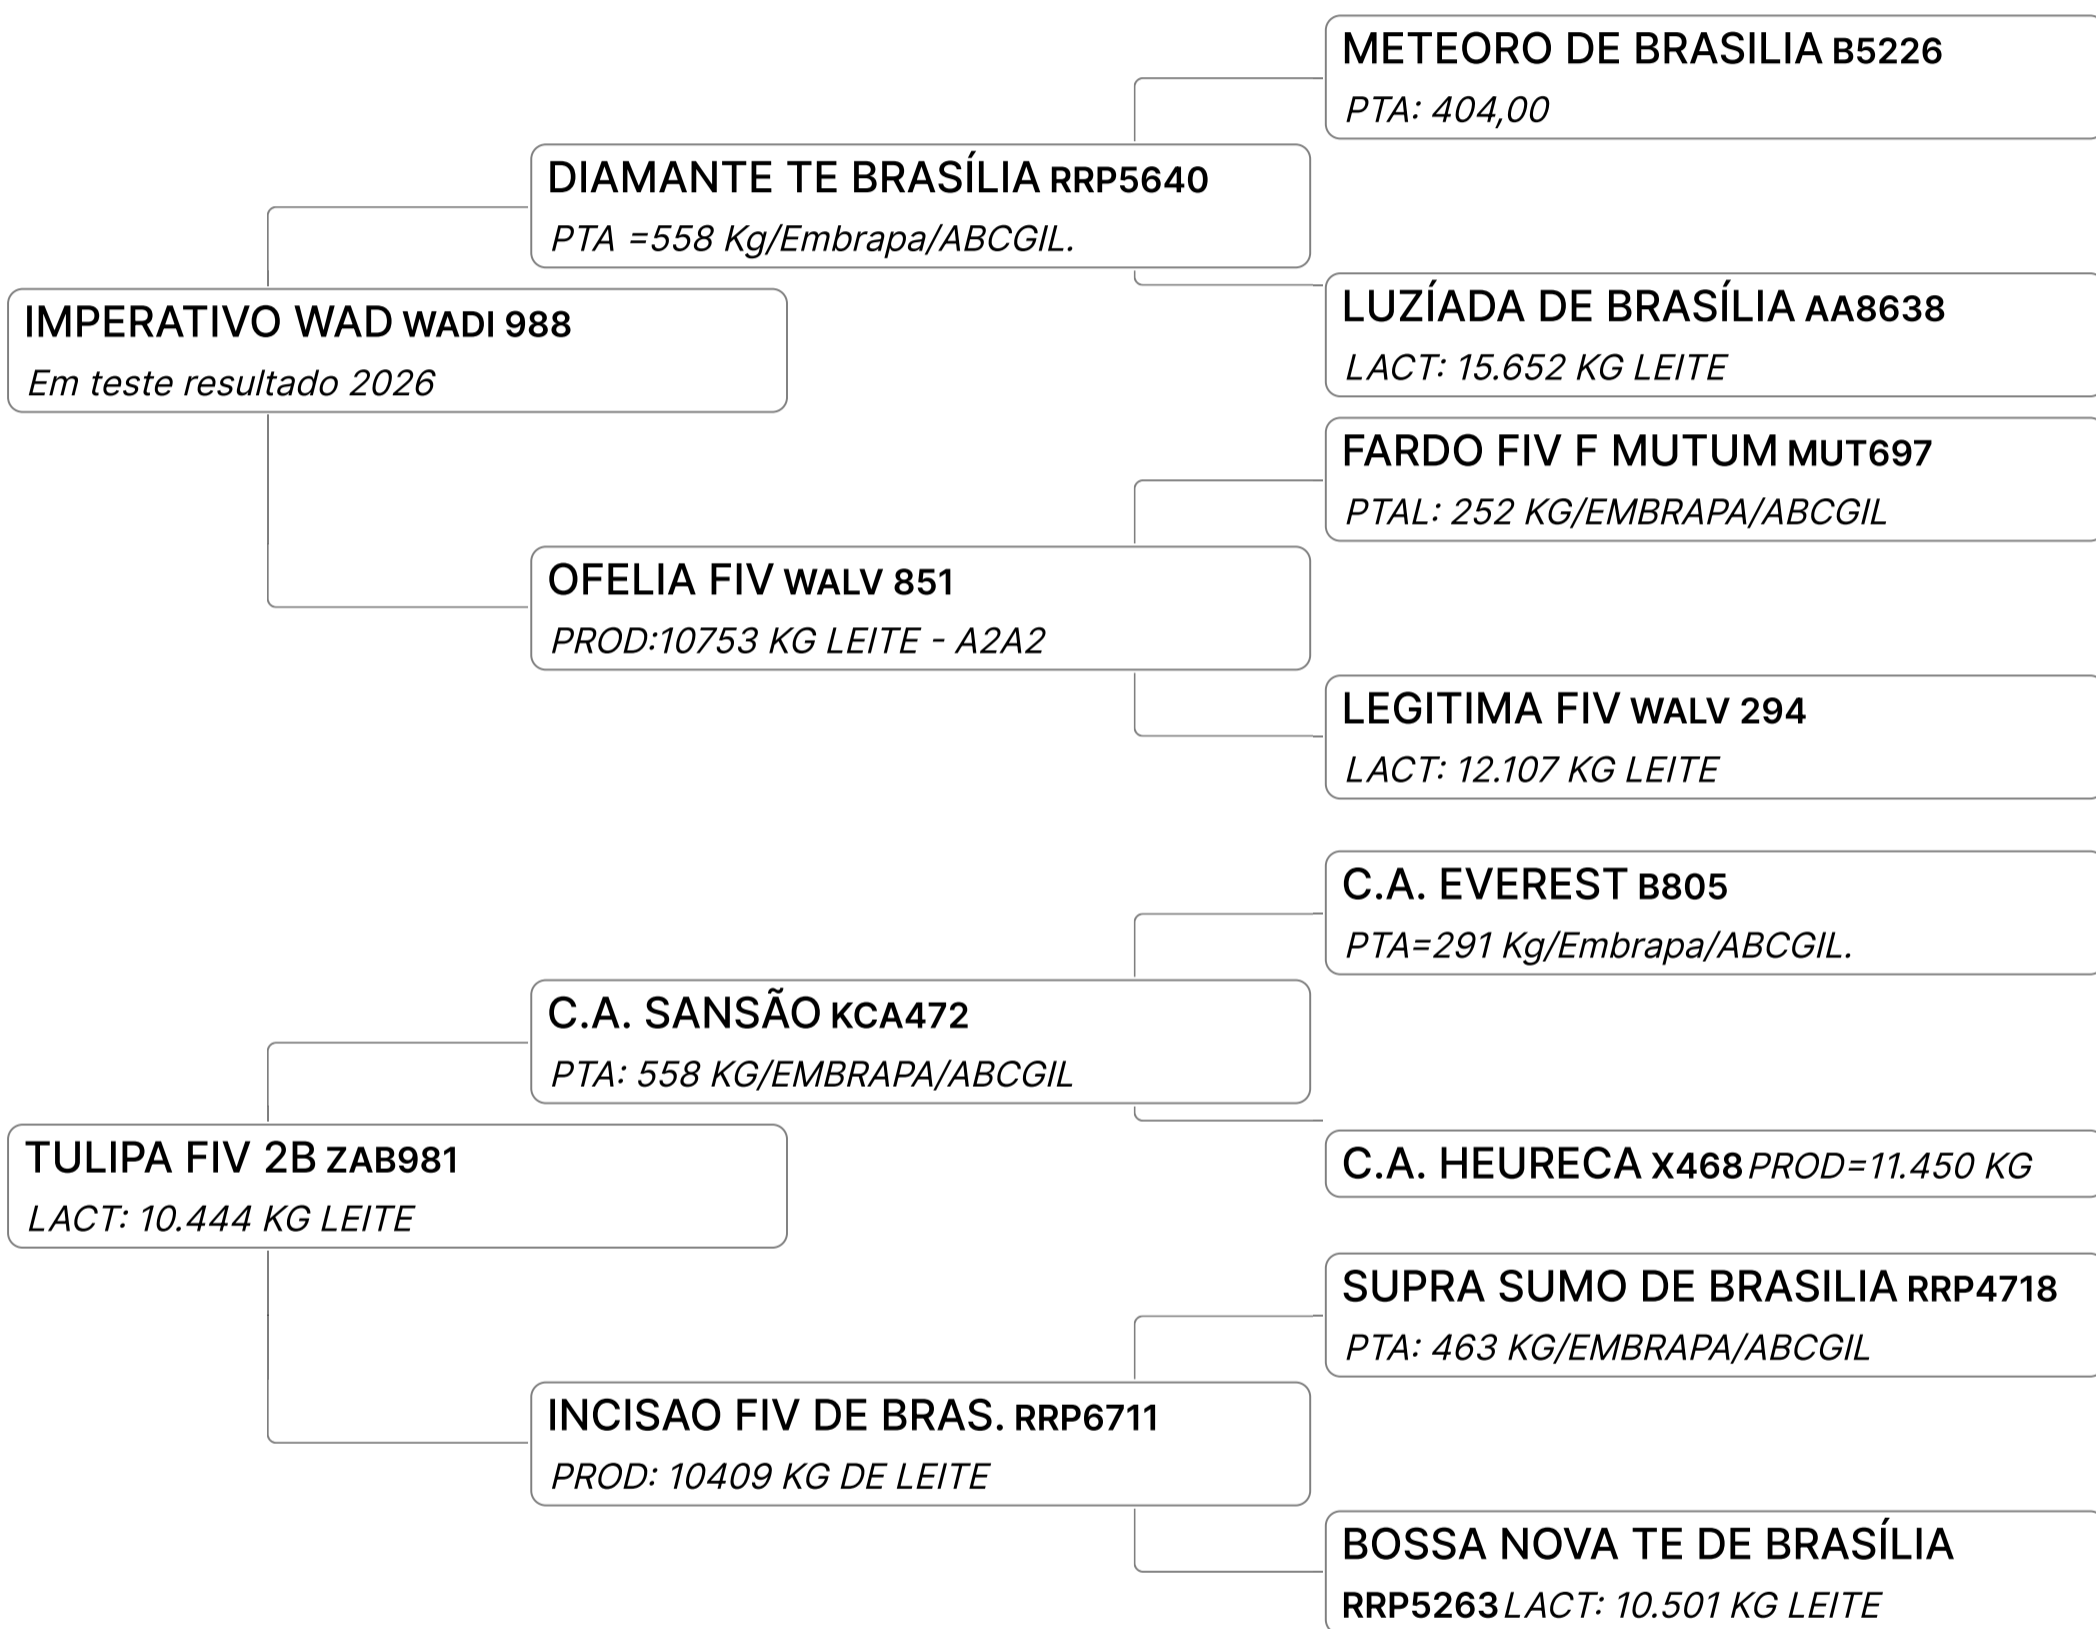 METEORO DE BRASILIA B5226
PTA: 404,00
DIAMANTE TE BRASÍLIA RRP5640
PTA =558 Kg/Embrapa/ABCGIL.
LUZÍADA DE BRASÍLIA AA8638
LACT: 15.652 KG LEITE
IMPERATIVO WAD WADI 988
Em teste resultado 2026
FARDO FIV F MUTUM MUT697
PTAL: 252 KG/EMBRAPA/ABCGIL
OFELIA FIV WALV 851
PROD:10753 KG LEITE - A2A2
LEGITIMA FIV WALV 294
LACT: 12.107 KG LEITE
C.A. EVEREST B805
PTA=291 Kg/Embrapa/ABCGIL.
C.A. SANSÃO KCA472
PTA: 558 KG/EMBRAPA/ABCGIL
C.A. HEURECA X468 PROD=11.450 KG
TULIPA FIV 2B ZAB981
LACT: 10.444 KG LEITE
SUPRA SUMO DE BRASILIA RRP4718
PTA: 463 KG/EMBRAPA/ABCGIL
INCISAO FIV DE BRAS. RRP6711
PROD: 10409 KG DE LEITE
BOSSA NOVA TE DE BRASÍLIA
RRP5263 LACT: 10.501 KG LEITE